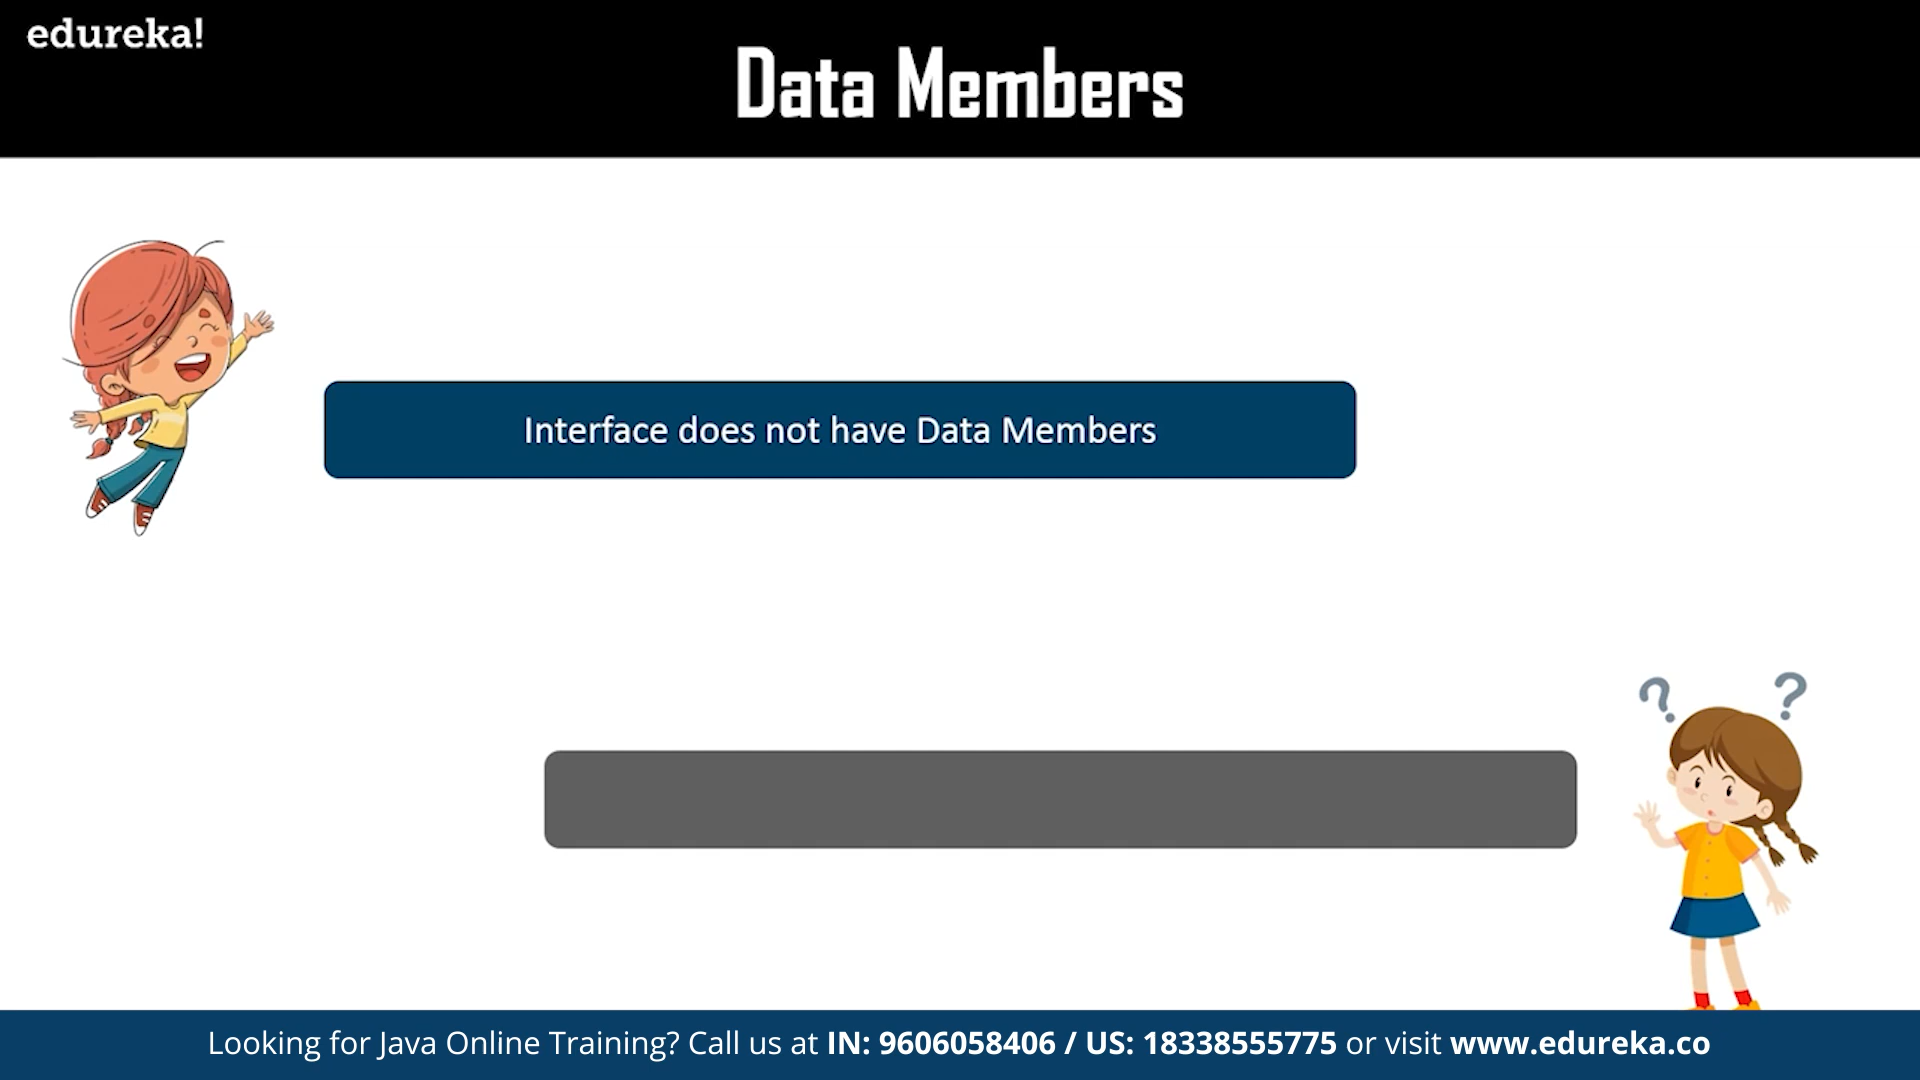 edureka!
Data Members
Interface does not have Data Members
? ?
Looking for Java Online Training? Call us at IN: 9606058406 / US: 18338555775 or visit www.edureka.co